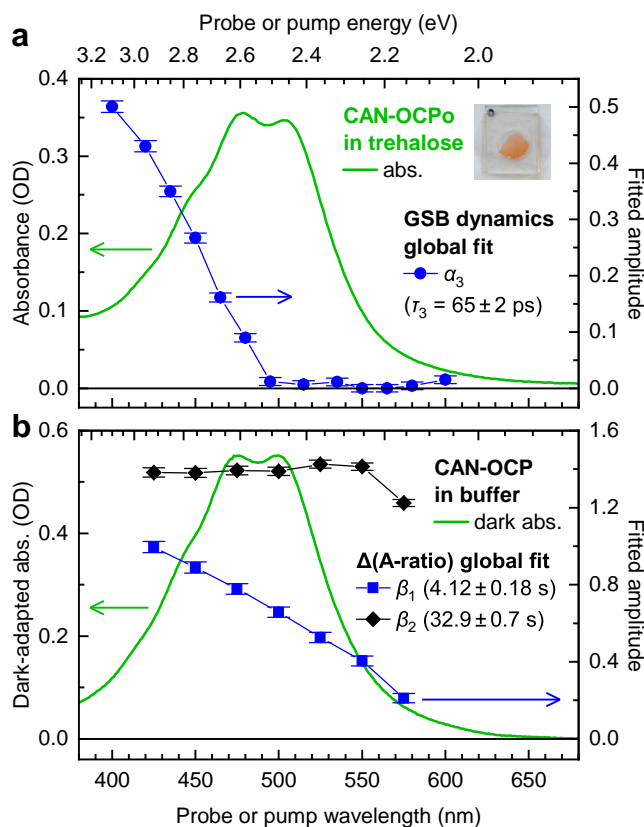 Probe or pump energy (eV)
3.2 3.0 2.8 2.6 2.4 2.2 2.0
a
0.4
0.3
0.2
0.1
0.0
Absorbance (OD)
CAN-OCPo
in trehalose
abs.
GSB dynamics
global fit
α3
(τ3 = 65 ± 2 ps)
0.5
0.4
0.3
0.2
0.1
0.0
Fitted amplitude
b
0.6
0.4
0.2
0.0
Dark-adapted abs. (OD)
CAN-OCP
in buffer
dark abs.
Δ(A-ratio) global fit
β1 (4.12 ± 0.18 s)
β2 (32.9 ± 0.7 s)
1.6
1.2
0.8
0.4
0.0
Fitted amplitude
400 450 500 550 600 650
Probe or pump wavelength (nm)